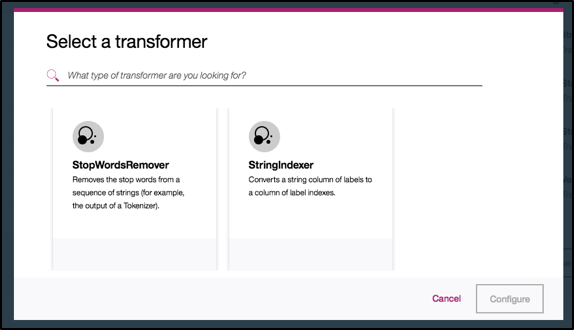 Select a transformer
What type of transformer are you looking for?
StopWordsRemover
Removes the stop words from a
sequence of strings (for example,
the output of a Tokenizer).
StringIndexer
Converts a string column of labels to
a column of label indexes.
Cancel
Configure